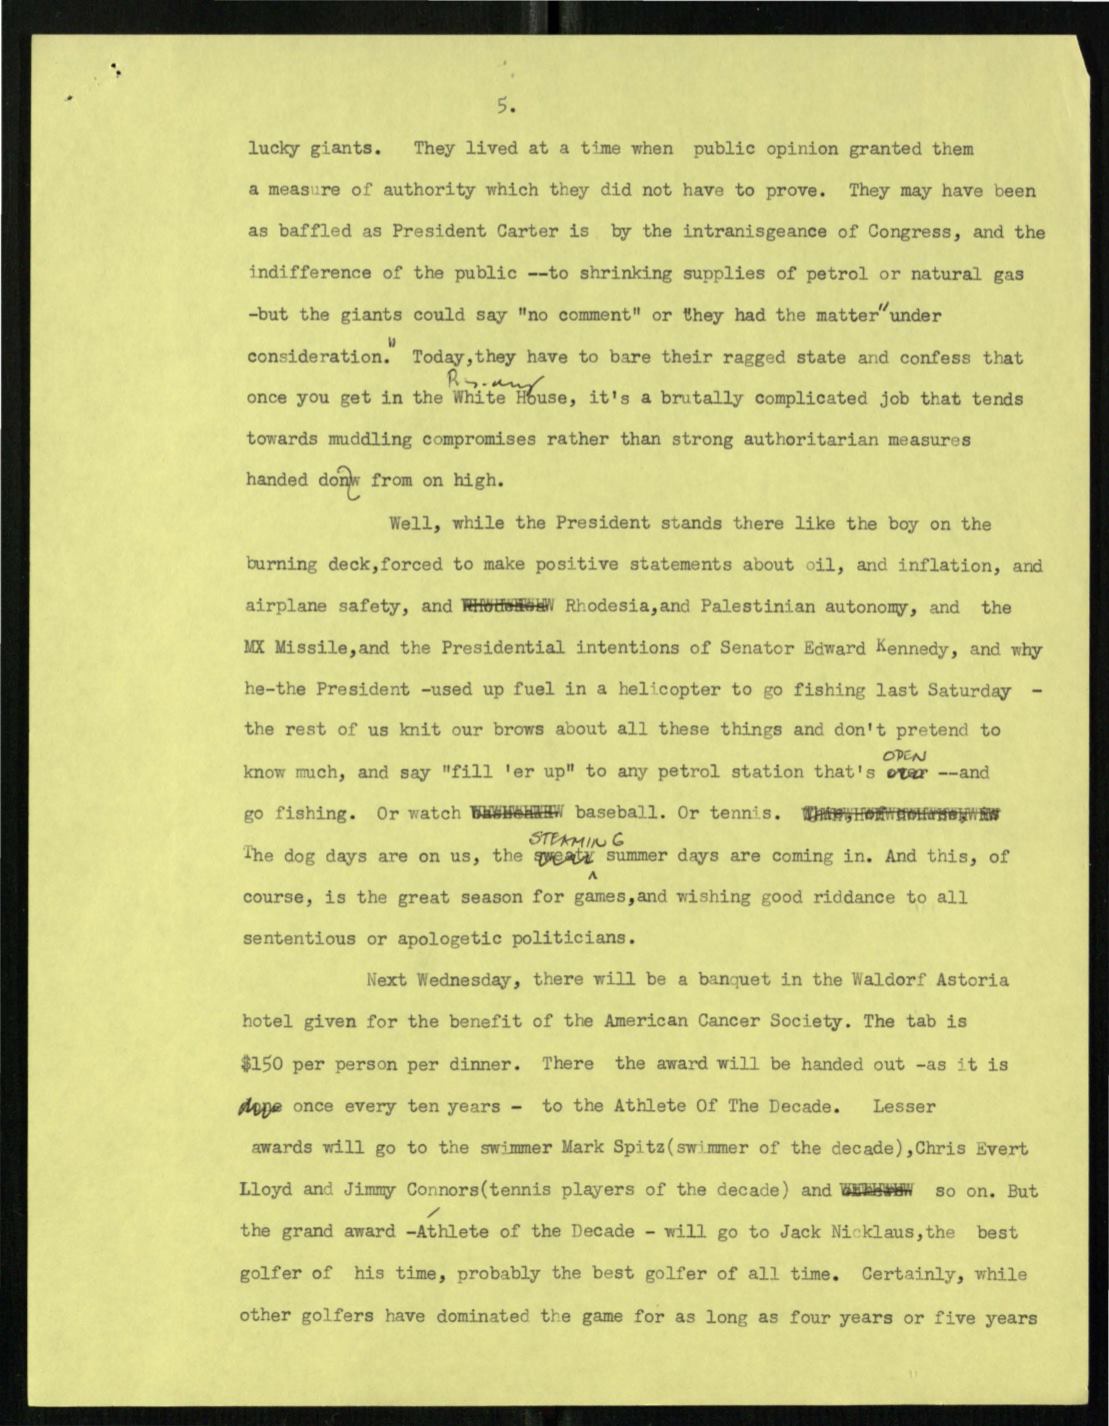 5.
lucky giants. They lived at a time when public opinion granted them
a measure of authority which they did not have to prove. They may have been
as baffled as President Carter is by the intranisgeance of Congress, and the
indifference of the public --to shrinking supplies of petrol or natural gas
-but the giants could say "no comment" or they had the matter "under
consideration." Today,they have to bare their ragged state and confess that
once you get in the White House, it's a brutally complicated job that tends
towards muddling compromises rather than strong authoritarian measures
handed donw from on high.
Well, while the President stands there like the boy on the
burning deck,forced to make positive statements about oil, and inflation, and
airplane safety, and Rhodesia,and Palestinian autonomy, and the
MX Missile,and the Presidential intentions of Senator Edward Kennedy, and why
he-the President -used up fuel in a helicopter to go fishing last Saturday -
the rest of us knit our brows about all these things and don't pretend to
OPEN
know much, and say "fill 'er up" to any petrol station that's over --and
go fishing. Or watch baseball. Or tennis.
STEAMING
The dog days are on us, the sweaty summer days are coming in. And this, of
course, is the great season for games,and wishing good riddance to all
sententious or apologetic politicians.
Next Wednesday, there will be a banquet in the Waldorf Astoria
hotel given for the benefit of the American Cancer Society. The tab is
$150 per person per dinner. There the award will be handed out -as it is
done once every ten years - to the Athlete Of The Decade. Lesser
awards will go to the swimmer Mark Spitz(swimmer of the decade),Chris Evert
Lloyd and Jimmy Connors(tennis players of the decade) and so on. But
the grand award -Athlete of the Decade - will go to Jack Nicklaus,the best
golfer of his time, probably the best golfer of all time. Certainly, while
other golfers have dominated the game for as long as four years or five years